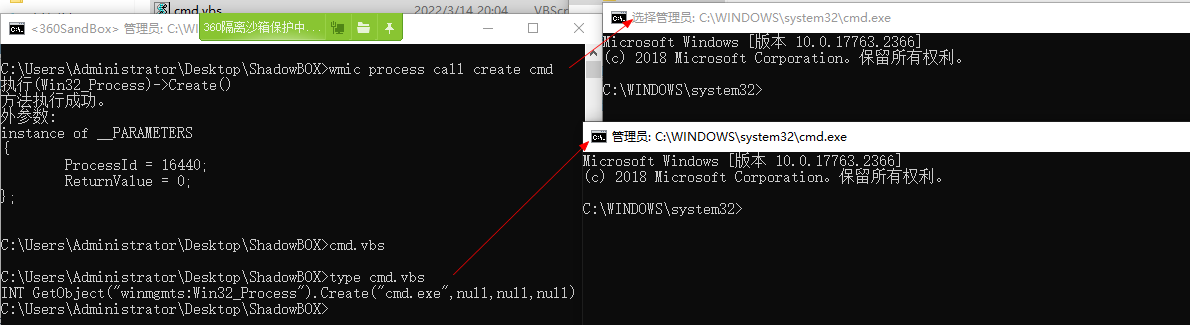 cmd.vbs
2022/3/14 20:04
VBScr
<360SandBox> 管理员: C:\WI
360隔离沙箱保护中...
C:\Users\Administrator\Desktop\ShadowBOX>wmic process call create cmd
执行(Win32_Process)->Create()
方法执行成功。
外参数:
instance of __PARAMETERS
{
        ProcessId = 16440;
        ReturnValue = 0;
};
C:\Users\Administrator\Desktop\ShadowBOX>cmd.vbs
C:\Users\Administrator\Desktop\ShadowBOX>type cmd.vbs
INT GetObject("winmgmts:Win32_Process").Create("cmd.exe",null,null,null)
C:\Users\Administrator\Desktop\ShadowBOX>
选择管理员: C:\WINDOWS\system32\cmd.exe
Microsoft Windows [版本 10.0.17763.2366]
(c) 2018 Microsoft Corporation。保留所有权利。
C:\WINDOWS\system32>
管理员: C:\WINDOWS\system32\cmd.exe
Microsoft Windows [版本 10.0.17763.2366]
(c) 2018 Microsoft Corporation。保留所有权利。
C:\WINDOWS\system32>